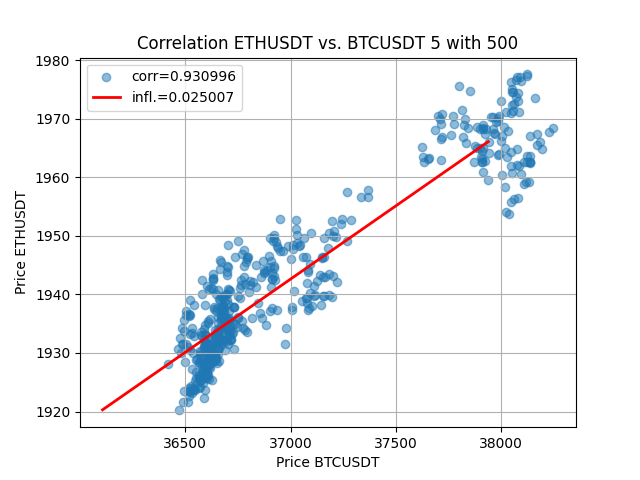 Correlation ETHUSDT vs. BTCUSDT 5 with 500
corr=0.930996
infl.=0.025007
Price ETHUSDT
1980
1970
1960
1950
1940
1930
1920
36500 37000 37500 38000
Price BTCUSDT